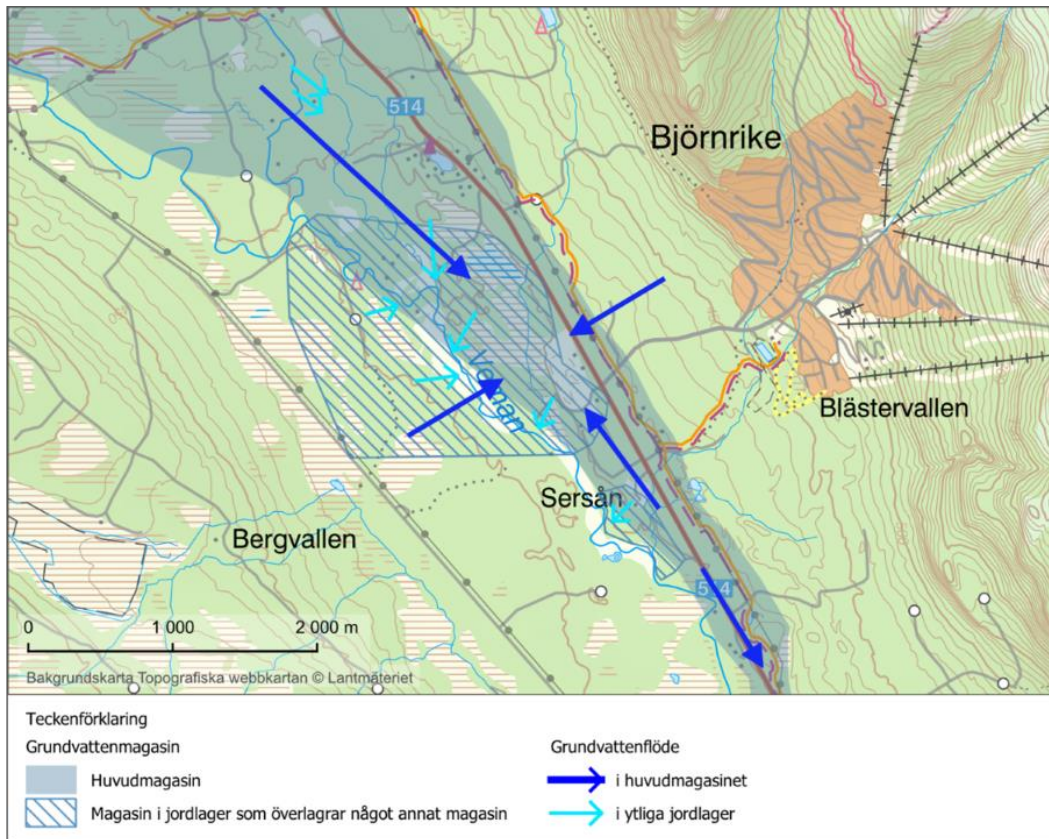 514
Björnrike
Veman
Blästervallen
Sersån
Bergvallen
514
0 1 000 2 000 m
Bakgrundskarta Topografiska webbkartan © Lantmäteriet
Teckenförklaring
Grundvattenmagasin
Huvudmagasin
Magasin i jordlager som överlagrar något annat magasin
Grundvattenflöde
i huvudmagasinet
i ytliga jordlager